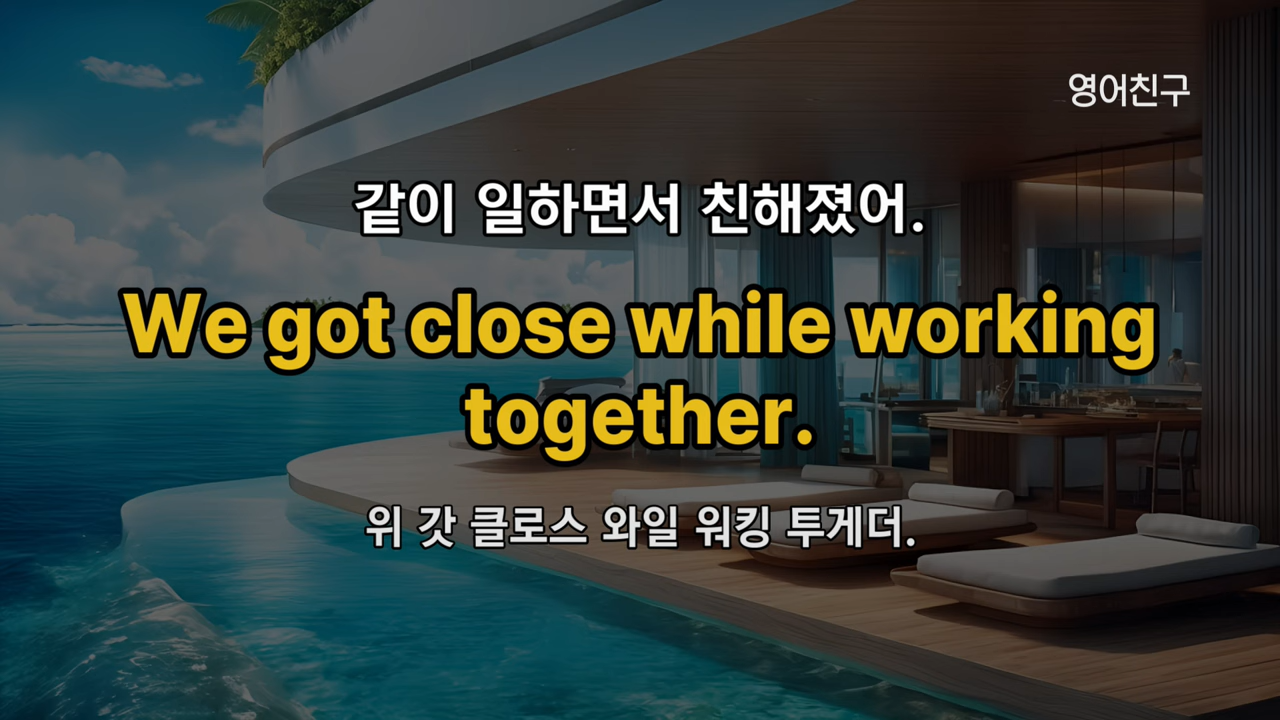 영어친구
같이 일하면서 친해졌어.
We got close while working
together.
위 갓 클로스 와일 워킹 투게더.